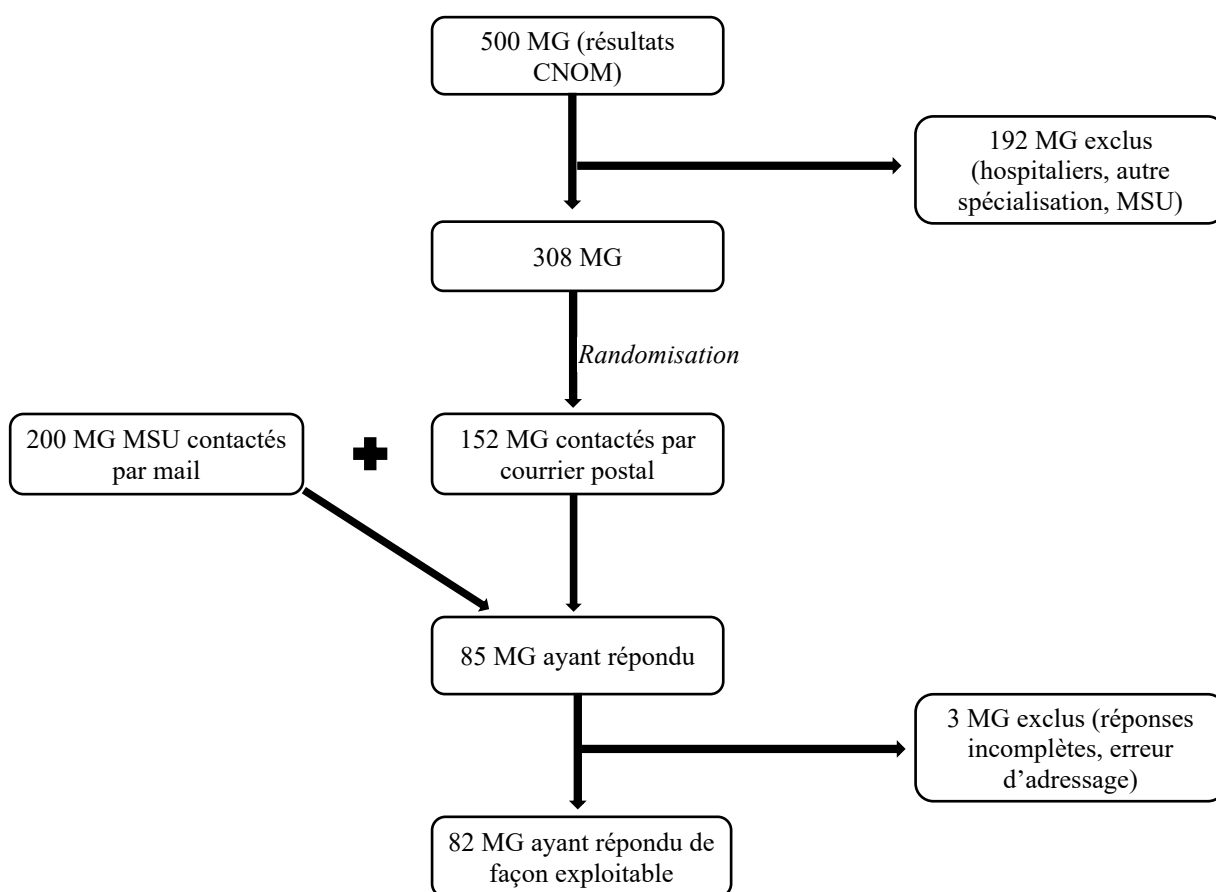 500 MG (résultats
CNOM)
192 MG exclus
(hospitaliers, autre
spécialisation, MSU)
308 MG
Randomisation
200 MG MSU contactés
par mail
152 MG contactés par
courrier postal
85 MG ayant répondu
3 MG exclus (réponses
incomplètes, erreur
d’adressage)
82 MG ayant répondu de
façon exploitable